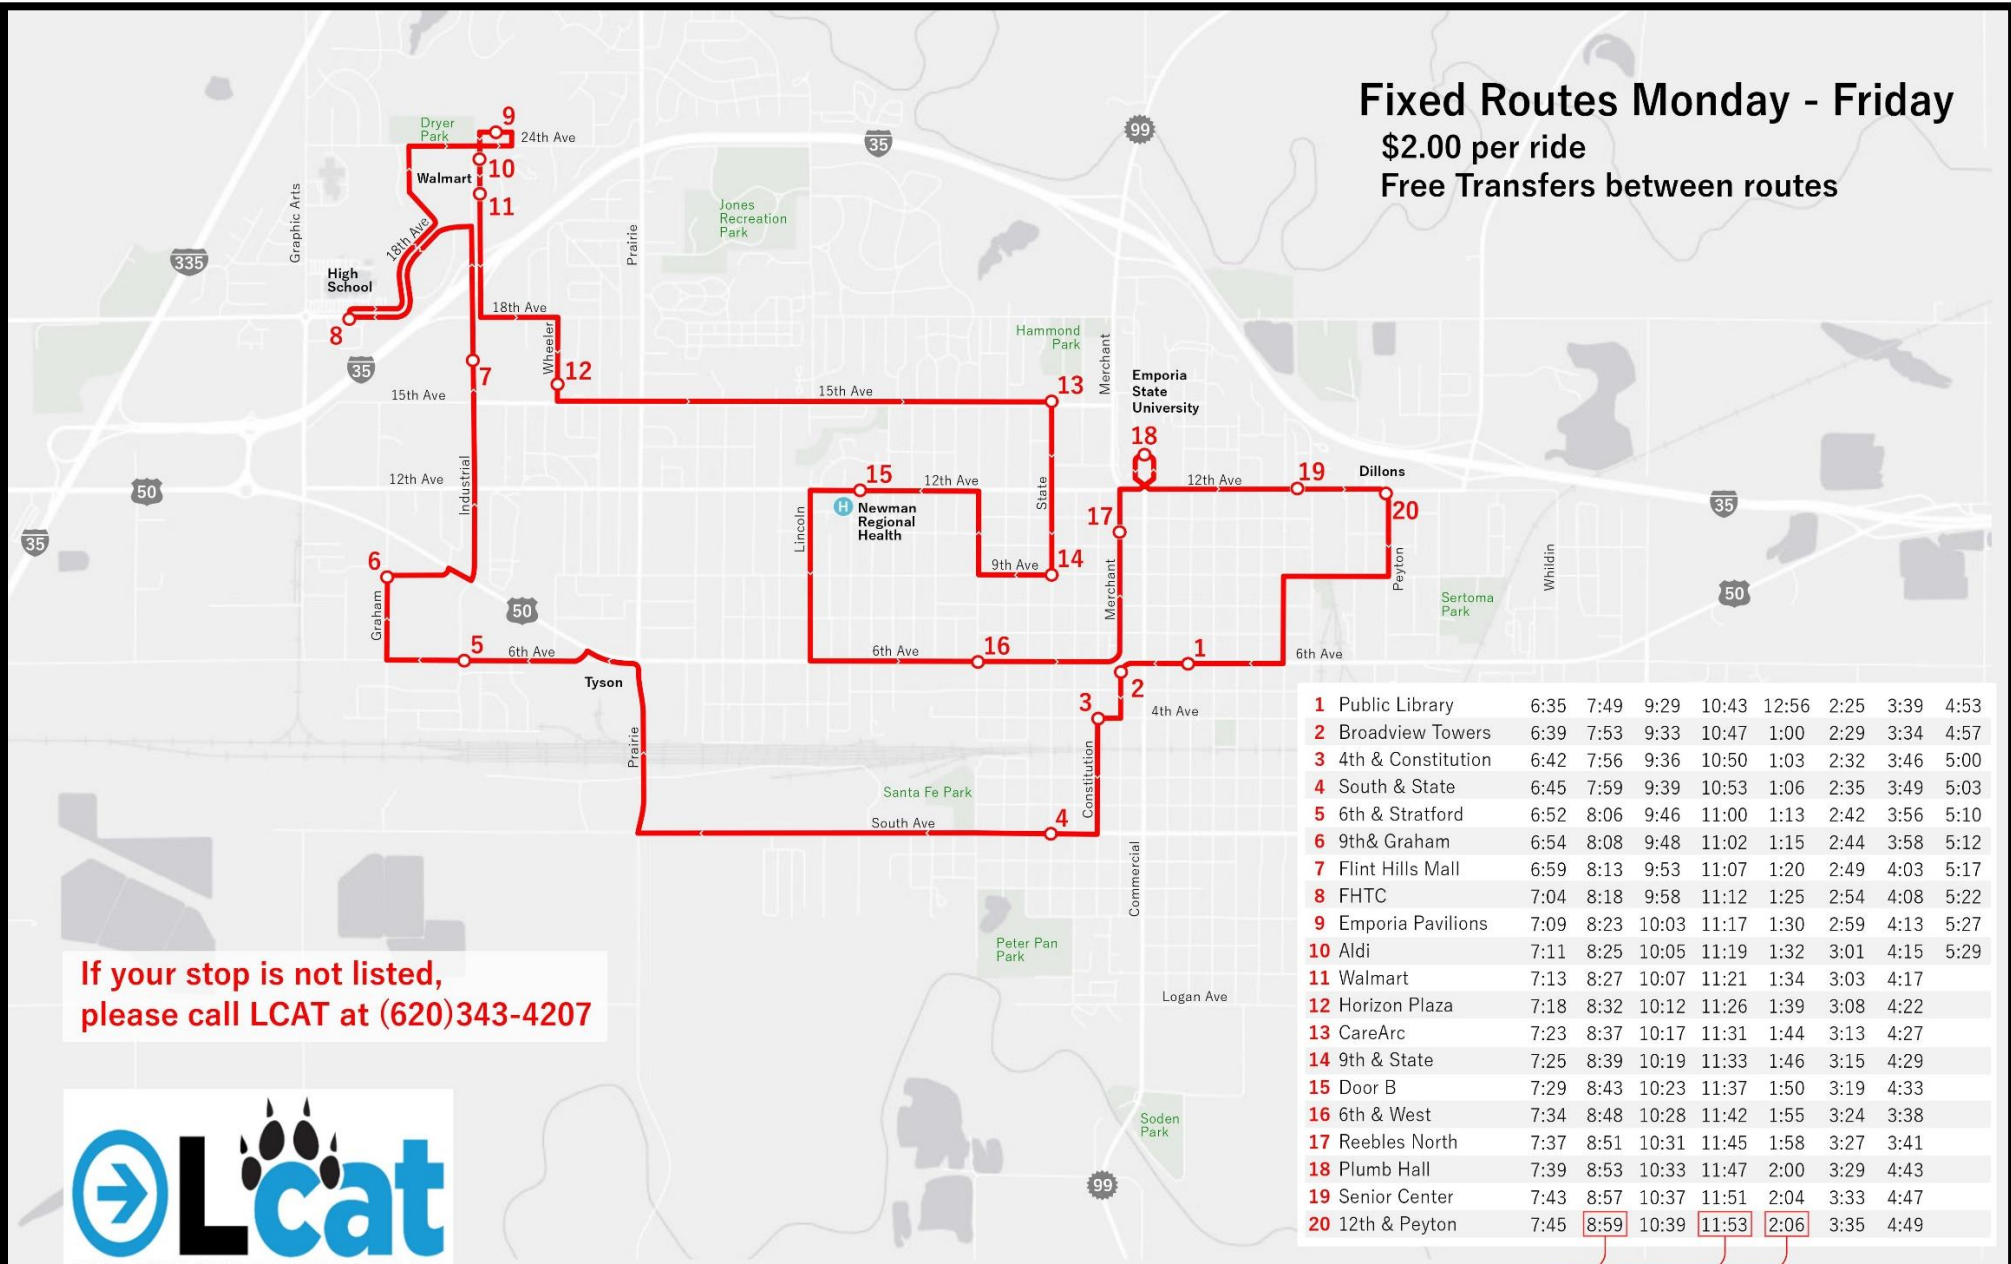 Fixed Routes Monday - Friday
$2.00 per ride
Free Transfers between routes
99
35
9
Dryer
Park
24th Ave
10
Walmart
11
Graphic Arts
Prairie
Jones
Recreation
Park
18th Ave
335
High
School
8
18th Ave
Wheeler
35
7
12
15th Ave
15th Ave
Hammond
Park
Merchant
13
Emporia
State
University
18
50
12th Ave
Industrial
15
12th Ave
State
12th Ave
19
Dillons
20
35
H
Newman
Regional
Health
Lincoln
17
35
6
9th Ave
14
Merchant
Peyton
Whildin
Graham
50
Sertoma
Park
50
5
6th Ave
6th Ave
16
1
6th Ave
Tyson
2
3
4th Ave
Prairie
Santa Fe Park
Constitution
South Ave
4
Commercial
Peter Pan
Park
Logan Ave
Soden
Park
99
If your stop is not listed,
please call LCAT at (620)343-4207
Lcat
1 Public Library 6:35 7:49 9:29 10:43 12:56 2:25 3:39 4:53
2 Broadview Towers 6:39 7:53 9:33 10:47 1:00 2:29 3:34 4:57
3 4th & Constitution 6:42 7:56 9:36 10:50 1:03 2:32 3:46 5:00
4 South & State 6:45 7:59 9:39 10:53 1:06 2:35 3:49 5:03
5 6th & Stratford 6:52 8:06 9:46 11:00 1:13 2:42 3:56 5:10
6 9th& Graham 6:54 8:08 9:48 11:02 1:15 2:44 3:58 5:12
7 Flint Hills Mall 6:59 8:13 9:53 11:07 1:20 2:49 4:03 5:17
8 FHTC 7:04 8:18 9:58 11:12 1:25 2:54 4:08 5:22
9 Emporia Pavilions 7:09 8:23 10:03 11:17 1:30 2:59 4:13 5:27
10 Aldi 7:11 8:25 10:05 11:19 1:32 3:01 4:15 5:29
11 Walmart 7:13 8:27 10:07 11:21 1:34 3:03 4:17
12 Horizon Plaza 7:18 8:32 10:12 11:26 1:39 3:08 4:22
13 CareArc 7:23 8:37 10:17 11:31 1:44 3:13 4:27
14 9th & State 7:25 8:39 10:19 11:33 1:46 3:15 4:29
15 Door B 7:29 8:43 10:23 11:37 1:50 3:19 4:33
16 6th & West 7:34 8:48 10:28 11:42 1:55 3:24 3:38
17 Reebles North 7:37 8:51 10:31 11:45 1:58 3:27 3:41
18 Plumb Hall 7:39 8:53 10:33 11:47 2:00 3:29 4:43
19 Senior Center 7:43 8:57 10:37 11:51 2:04 3:33 4:47
20 12th & Peyton 7:45 8:59 10:39 11:53 2:06 3:35 4:49